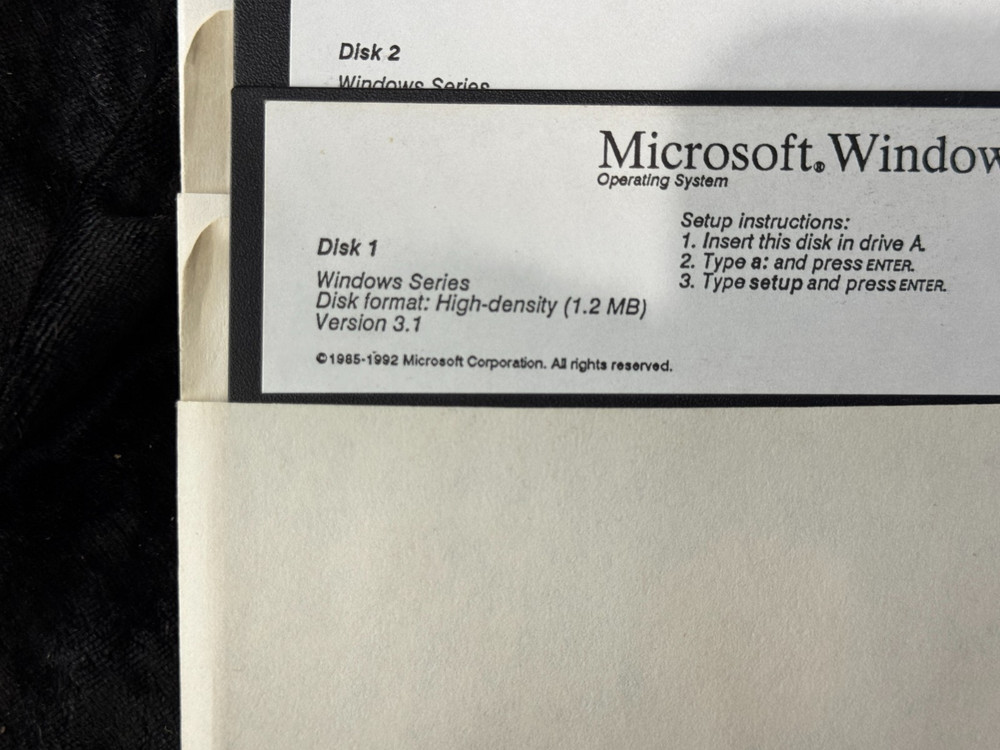 Disk 2
Windows Series
Microsoft® Window
Operating System
Setup instructions:
1. Insert this disk in drive A.
2. Type a: and press ENTER.
3. Type setup and press ENTER.
Disk 1
Windows Series
Disk format: High-density (1.2 MB)
Version 3.1
©1985-1992 Microsoft Corporation. All rights reserved.